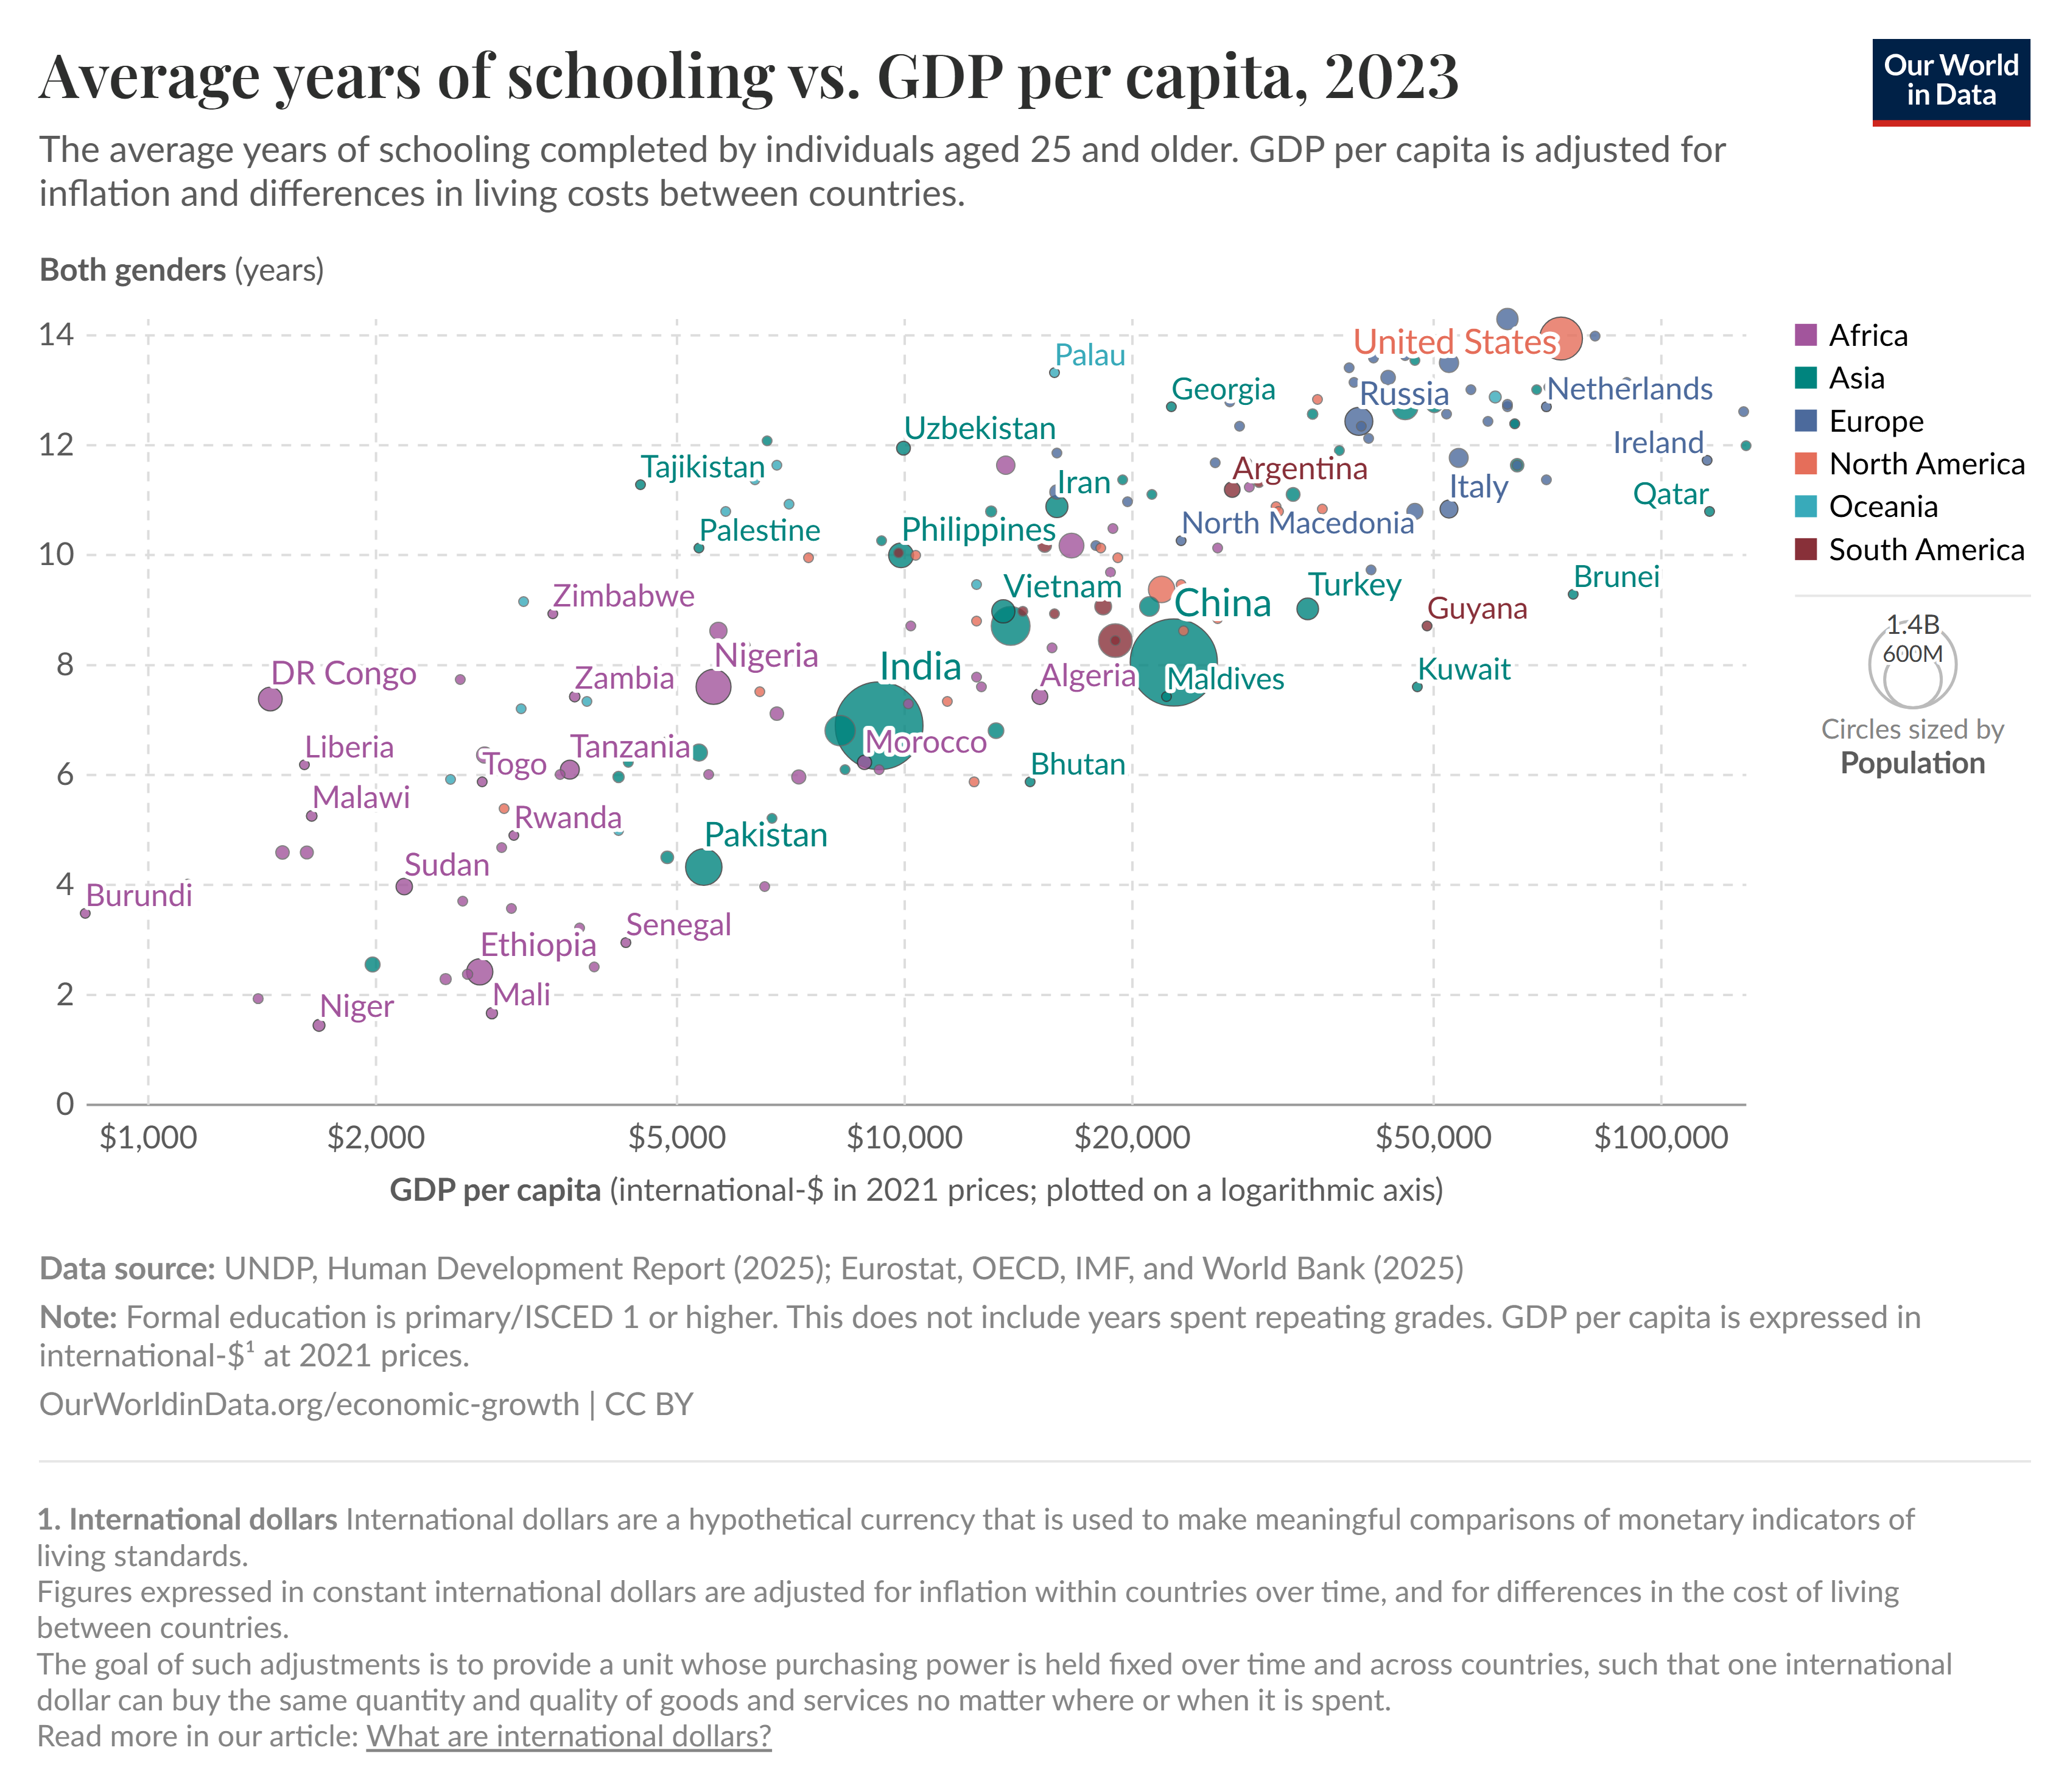 Average years of schooling vs. GDP per capita, 2023
Our World
in Data
The average years of schooling completed by individuals aged 25 and older. GDP per capita is adjusted for
inflation and differences in living costs between countries.
Both genders (years)
14
12
10
8
6
4
2
0
United States
Palau
Georgia
Russia
Netherlands
Uzbekistan
Ireland
Tajikistan
Argentina
Iran
Italy
Qatar
Palestine
Philippines
North Macedonia
Zimbabwe
Vietnam
China
Turkey
Brunei
Guyana
Nigeria
DR Congo
Zambia
India
Algeria
Maldives
Kuwait
Liberia
Togo
Tanzania
Morocco
Bhutan
Malawi
Rwanda
Pakistan
Sudan
Burundi
Senegal
Ethiopia
Mali
Niger
$1,000
$2,000
$5,000
$10,000
$20,000
$50,000
$100,000
GDP per capita (international-$ in 2021 prices; plotted on a logarithmic axis)
Africa
Asia
Europe
North America
Oceania
South America
1.4B
600M
Circles sized by
Population
Data source: UNDP, Human Development Report (2025); Eurostat, OECD, IMF, and World Bank (2025)
Note: Formal education is primary/ISCED 1 or higher. This does not include years spent repeating grades. GDP per capita is expressed in
international-$¹ at 2021 prices.
OurWorldinData.org/economic-growth | CC BY
1. International dollars International dollars are a hypothetical currency that is used to make meaningful comparisons of monetary indicators of
living standards.
Figures expressed in constant international dollars are adjusted for inflation within countries over time, and for differences in the cost of living
between countries.
The goal of such adjustments is to provide a unit whose purchasing power is held fixed over time and across countries, such that one international
dollar can buy the same quantity and quality of goods and services no matter where or when it is spent.
Read more in our article: What are international dollars?